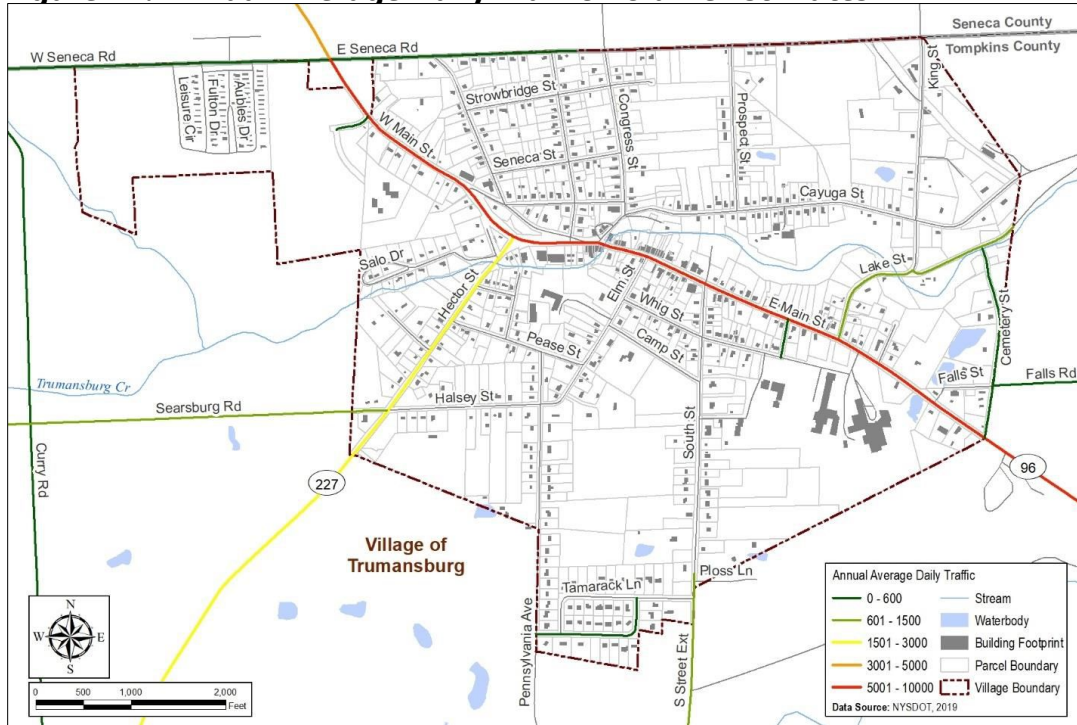 Seneca County
Tompkins County
W Seneca Rd
E Seneca Rd
King St
Leisure Cir
Fulton Dr
Aubles Dr
Strowbridge St
Congress St
Prospect St
W Main St
Seneca St
Cayuga St
Salo Dr
Hector St
Elm St
Lake St
Whig St
E Main St
Cemetery St
Pease St
Camp St
Falls St
Falls Rd
Trumansburg Cr
Searsburg Rd
Halsey St
South St
Curry Rd
227
96
Village of
Trumansburg
Ploss Ln
Tamarack Ln
Pennsylvania Ave
S Street Ext
N
W
E
S
0 500 1,000 2,000
Feet
Annual Average Daily Traffic
0 - 600
601 - 1500
1501 - 3000
3001 - 5000
5001 - 10000
Stream
Waterbody
Building Footprint
Parcel Boundary
Village Boundary
Data Source: NYSDOT, 2019